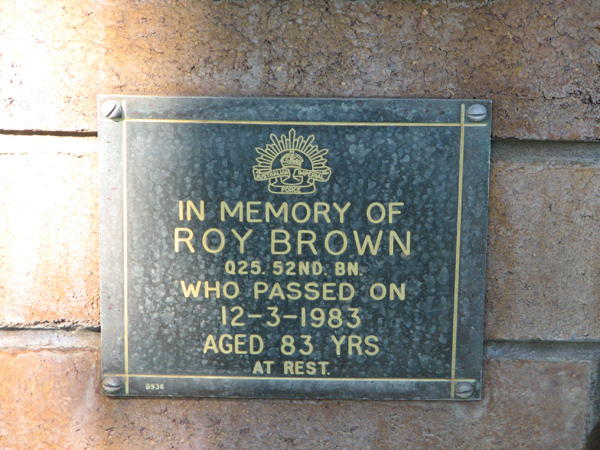 AUSTRALIAN IMPERIAL
FORCE
IN MEMORY OF
ROY BROWN
Q25. 52ND. BN.
WHO PASSED ON
12-3-1983
AGED 83 YRS
AT REST.
8936